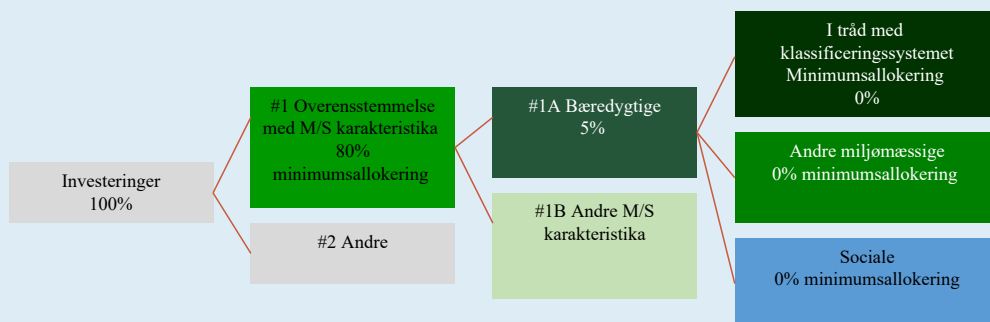 Investeringer
100%
#1 Overensstemmelse
med M/S karakteristika
80%
minimumsallokering
#2 Andre
#1A Bæredygtige
5%
#1B Andre M/S
karakteristika
I tråd med
klassificeringssystemet
Minimumsallokering
0%
Andre miljømæssige
0% minimumsallokering
Sociale
0% minimumsallokering